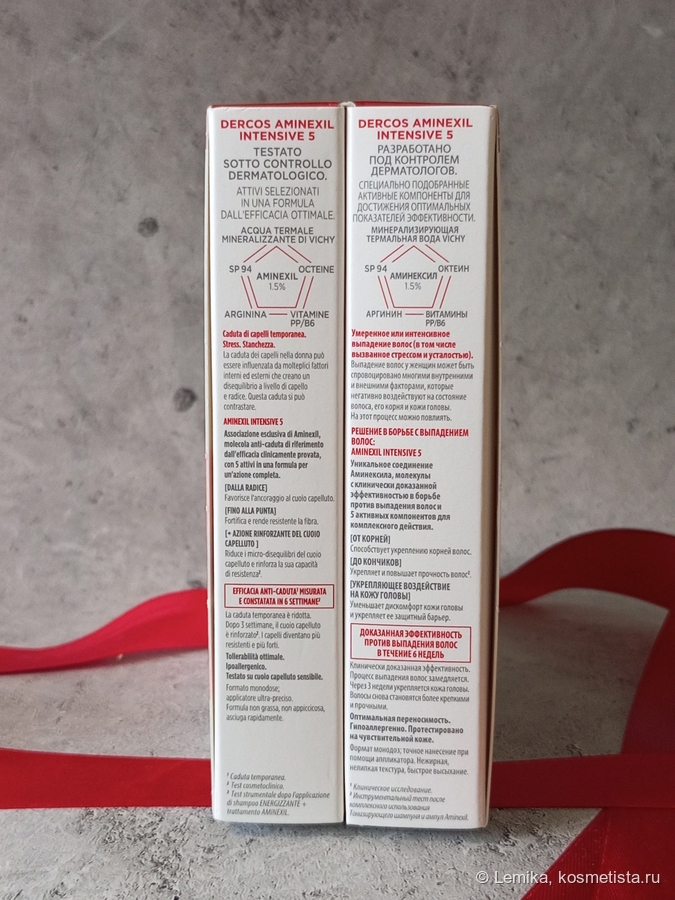 DERCOS AMINEXIL
INTENSIVE 5
TESTATO
SOTTO CONTROLLO
DERMATOLOGICO.
ATTIVI SELEZIONATI
IN UNA FORMULA
DALL'EFFICACIA OTTIMALE.
ACQUA TERMALE
MINERALIZZANTE DI VICHY
SP 94
OCTEINE
AMINEXIL
1.5%
ARGININA
VITAMINE
PP/B6
Caduta di capelli temporanea.
Stress. Stanchezza.
La caduta dei capelli nella donna può
essere influenzata da molteplici fattori
interni ed esterni che creano un
disequilibrio a livello di capello
e radice. Questa caduta si può
contrastare.
AMINEXIL INTENSIVE 5
Associazione esclusiva di Aminexil,
molecola anti-caduta di riferimento
dall'efficacia clinicamente provata,
con 5 attivi in una formula per
un'azione completa.
[DALLA RADICE]
Favorisce l'ancoraggio al cuoio capelluto.
[FINO ALLA PUNTA]
Fortifica e rende resistente la fibra.
[+ AZIONE RINFORZANTE DEL CUOIO
CAPELLUTO ]
Riduce i micro-disequilibri del cuoio
capelluto e rinforza la sua capacità
di resistenza².
EFFICACIA ANTI-CADUTA¹ MISURATA
E CONSTATATA IN 6 SETTIMANE²
La caduta temporanea è ridotta.
Dopo 3 settimane, il cuoio capelluto
è rinforzato². I capelli diventano più
resistenti e più forti.
Tollerabilità ottimale.
Ipoallergenico.
Testato su cuoio capelluto sensibile.
Formato monodose;
applicatore ultra-preciso.
Formula non grassa, non appiccicosa,
asciuga rapidamente.
¹ Caduta temporanea.
² Test cosmetoclinico.
³ Test strumentale dopo l'applicazione
di shampoo ENERGIZZANTE +
trattamento AMINEXIL.
DERCOS AMINEXIL
INTENSIVE 5
РАЗРАБОТАНО
ПОД КОНТРОЛЕМ
ДЕРМАТОЛОГОВ.
СПЕЦИАЛЬНО ПОДОБРАННЫЕ
АКТИВНЫЕ КОМПОНЕНТЫ ДЛЯ
ДОСТИЖЕНИЯ ОПТИМАЛЬНЫХ
ПОКАЗАТЕЛЕЙ ЭФФЕКТИВНОСТИ.
МИНЕРАЛИЗИРУЮЩАЯ
ТЕРМАЛЬНАЯ ВОДА VICHY
SP 94
ОКТЕИН
АМИНЕКСИЛ
1.5%
АРГИНИН
ВИТАМИНЫ
PP/B6
Умеренное или интенсивное
выпадение волос (в том числе
вызванное стрессом и усталостью).
Выпадение волос у женщин может быть
спровоцировано многими внутренними
и внешними факторами, которые
негативно воздействуют на состояние
волоса, его корня и кожи головы.
На этот процесс можно повлиять.
РЕШЕНИЕ В БОРЬБЕ С ВЫПАДЕНИЕМ
ВОЛОС:
AMINEXIL INTENSIVE 5
Уникальное соединение
Аминексила, молекулы
с клинически доказанной
эффективностью в борьбе
против выпадения волос и
5 активных компонентов для
комплексного действия.
[ОТ КОРНЕЙ]
Способствует укреплению корней волос.
[ДО КОНЧИКОВ]
Укрепляет и повышает прочность волос².
[УКРЕПЛЯЮЩЕЕ ВОЗДЕЙСТВИЕ
НА КОЖУ ГОЛОВЫ]
Уменьшает дискомфорт кожи головы
и укрепляет ее защитный барьер.
ДОКАЗАННАЯ ЭФФЕКТИВНОСТЬ
ПРОТИВ ВЫПАДЕНИЯ ВОЛОС
В ТЕЧЕНИЕ 6 НЕДЕЛЬ
Клинически доказанная эффективность.
Процесс выпадения волос замедляется.
Через 3 недели укрепляется кожа головы.
Волосы снова становятся более крепкими
и прочными.
Оптимальная переносимость.
Гипоаллергенно. Протестировано
на чувствительной коже.
Формат монодоз; точное нанесение при
помощи аппликатора. Нежирная,
нелипкая текстура, быстрое высыхание.
¹ Клиническое исследование.
² Инструментальный тест после
комплексного использования
Тонизирующего шампуня и ампул Aminexil.
© Lemika, kosmetista.ru